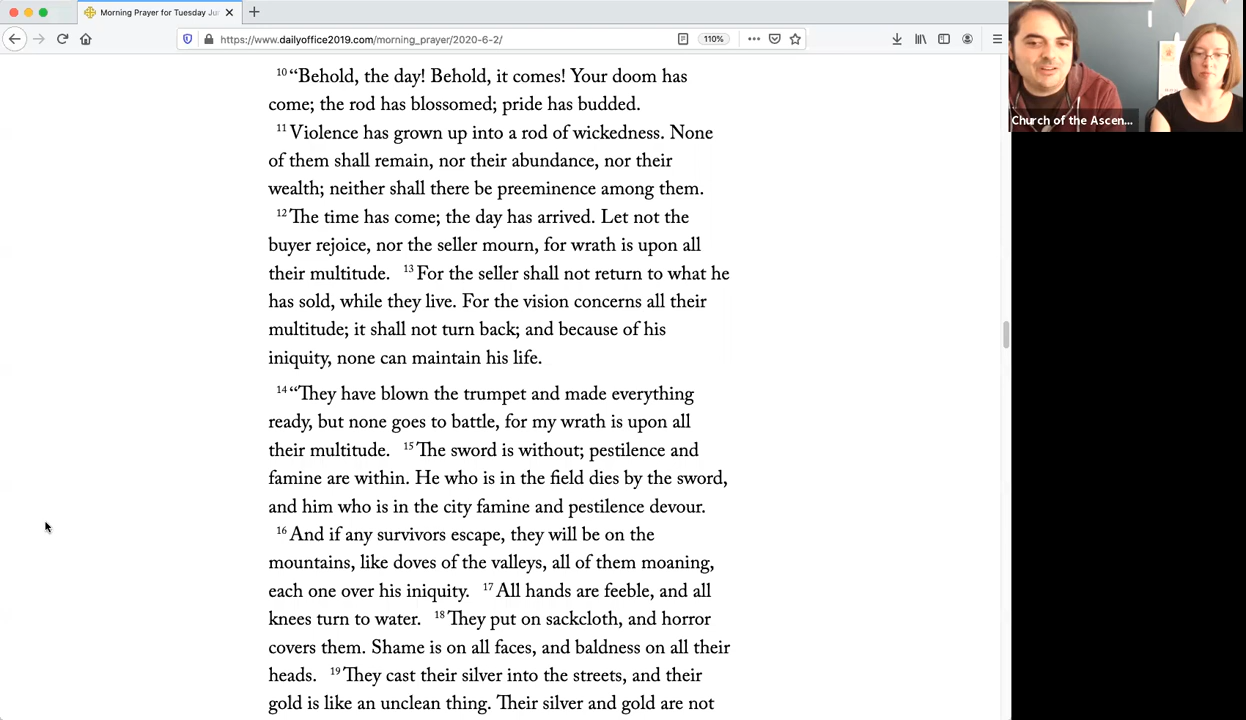 Morning Prayer for Tuesday Ju
https://www.dailyoffice2019.com/morning_prayer/2020-6-2/
110%
Church of the Ascen...
10 “Behold, the day! Behold, it comes! Your doom has
come; the rod has blossomed; pride has budded.
11 Violence has grown up into a rod of wickedness. None
of them shall remain, nor their abundance, nor their
wealth; neither shall there be preeminence among them.
12 The time has come; the day has arrived. Let not the
buyer rejoice, nor the seller mourn, for wrath is upon all
their multitude. 13 For the seller shall not return to what he
has sold, while they live. For the vision concerns all their
multitude; it shall not turn back; and because of his
iniquity, none can maintain his life.
14 “They have blown the trumpet and made everything
ready, but none goes to battle, for my wrath is upon all
their multitude. 15 The sword is without; pestilence and
famine are within. He who is in the field dies by the sword,
and him who is in the city famine and pestilence devour.
16 And if any survivors escape, they will be on the
mountains, like doves of the valleys, all of them moaning,
each one over his iniquity. 17 All hands are feeble, and all
knees turn to water. 18 They put on sackcloth, and horror
covers them. Shame is on all faces, and baldness on all their
heads. 19 They cast their silver into the streets, and their
gold is like an unclean thing. Their silver and gold are not